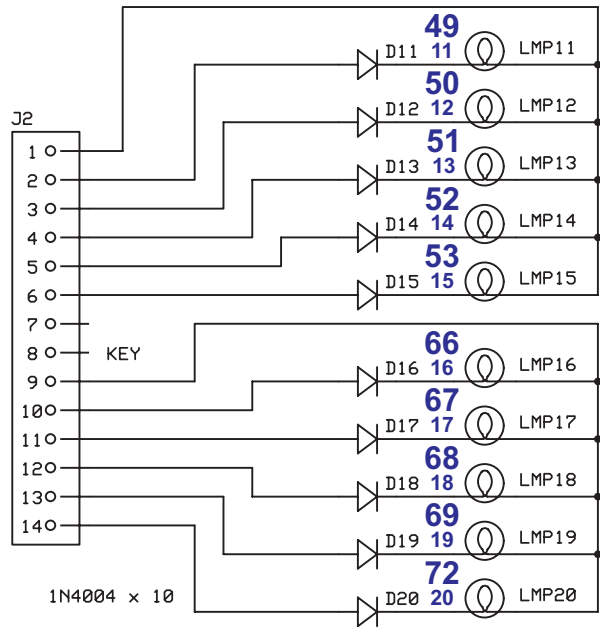 49
D11 11 LMP11
50
D12 12 LMP12
51
D13 13 LMP13
52
D14 14 LMP14
53
D15 15 LMP15
66
D16 16 LMP16
67
D17 17 LMP17
68
D18 18 LMP18
69
D19 19 LMP19
72
D20 20 LMP20
J2
1
2
3
4
5
6
7
8 KEY
9
10
11
12
13
14
1N4004 x 10